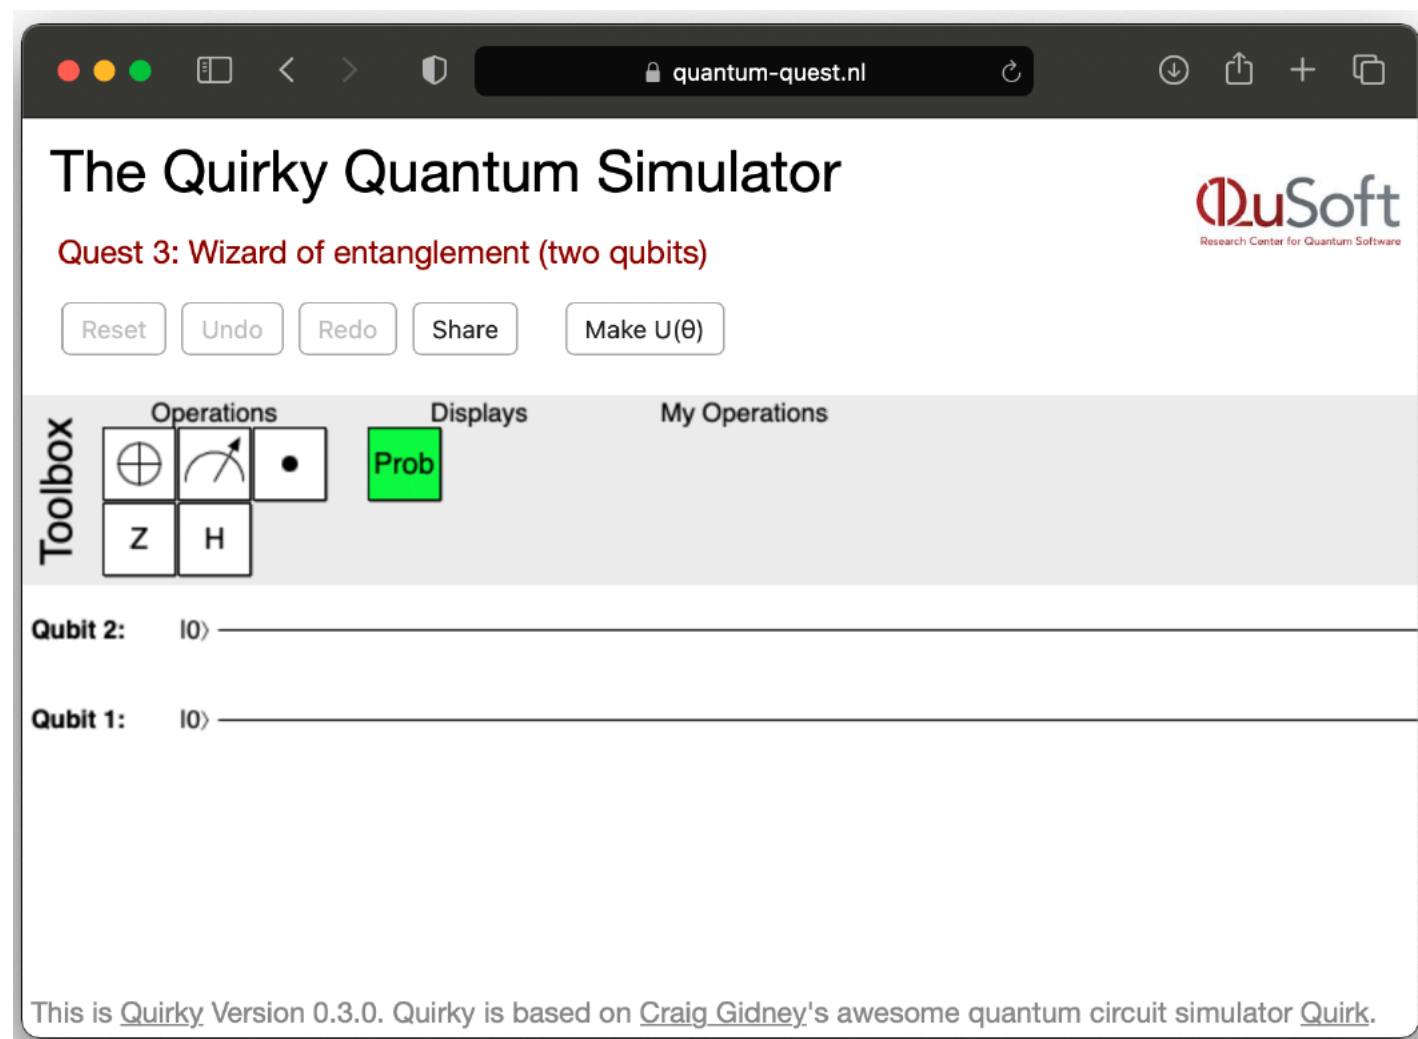 quantum-quest.nl
The Quirky Quantum Simulator
QuSoft
Research Center for Quantum Software
Quest 3: Wizard of entanglement (two qubits)
Reset Undo Redo Share Make U(θ)
Toolbox
Operations Displays My Operations
Prob
Z H
Qubit 2: |0⟩
Qubit 1: |0⟩
This is Quirky Version 0.3.0. Quirky is based on Craig Gidney's awesome quantum circuit simulator Quirk.